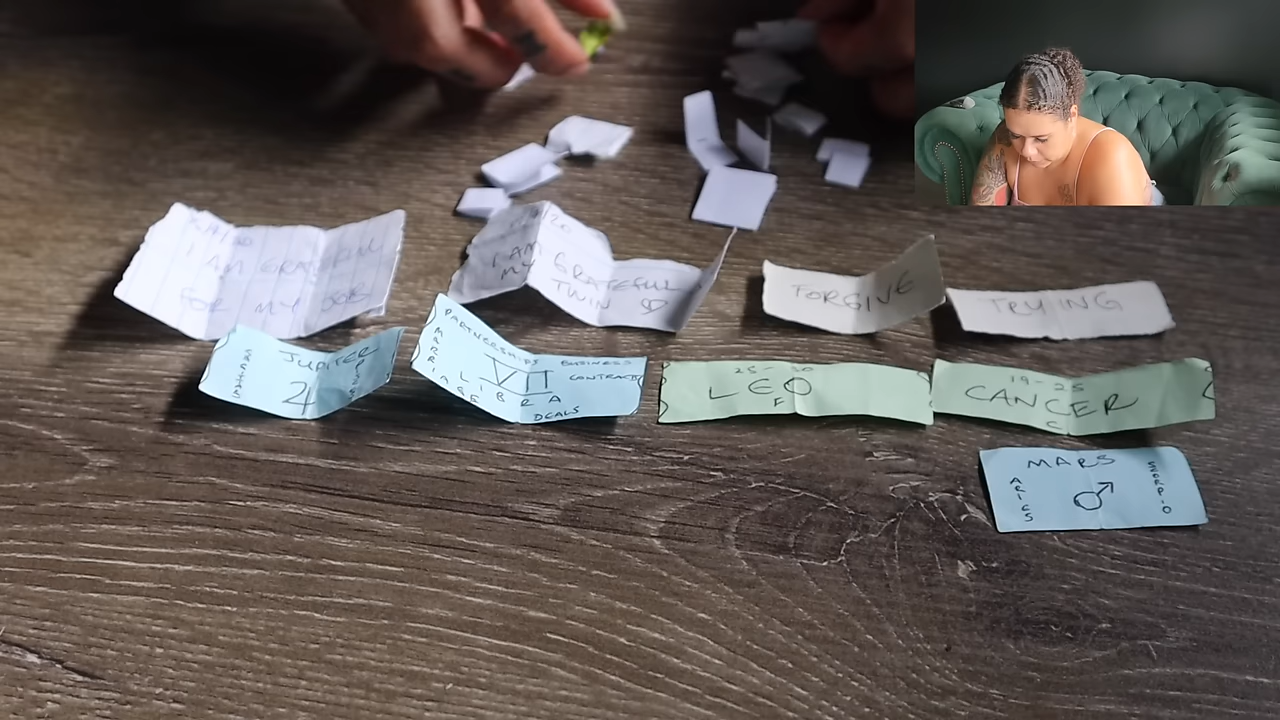 I AM GRATEFUL
FOR MY JOB
/20
I AM GRATEFUL
MY TWIN
FORGIVE
TRYING
JUPITER
PARTNERSHIPS
MARRIAGE
VII
LIBRA
BUSINESS
CONTRACTS
DEALS
25-30
LEO
F
19-25
CANCER
C
MARS
ARIES
SCORPIO